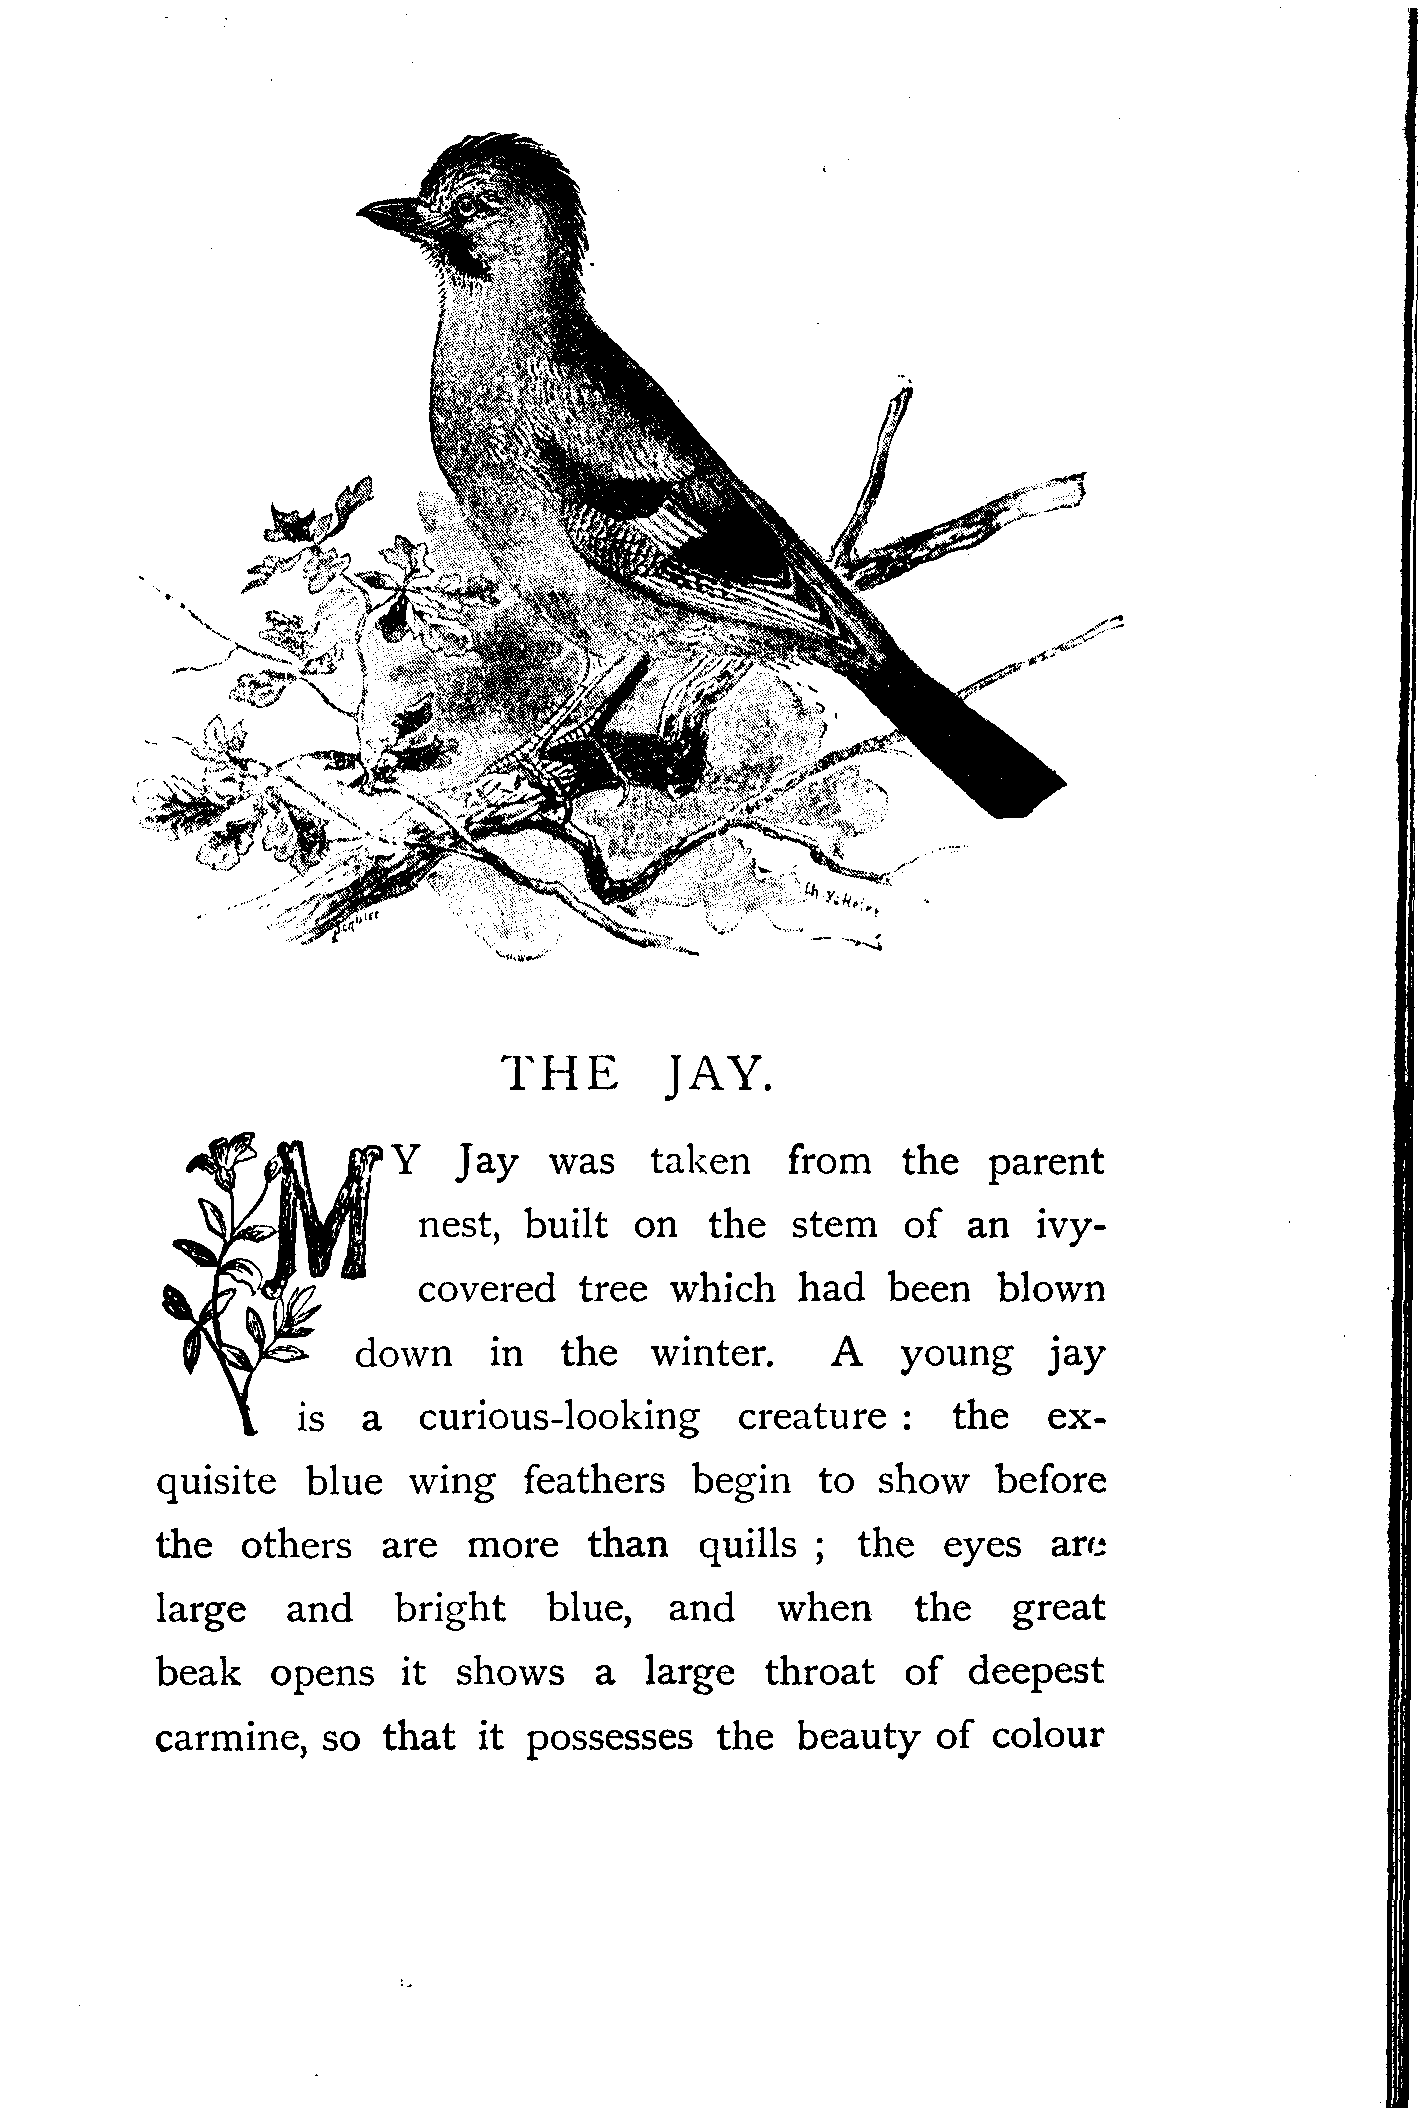 THE JAY.
MY Jay was taken from the parent
nest, built on the stem of an ivy-
covered tree which had been blown
down in the winter. A young jay
is a curious-looking creature : the ex-
quisite blue wing feathers begin to show before
the others are more than quills ; the eyes are
large and bright blue, and when the great
beak opens it shows a large throat of deepest
carmine, so that it possesses the beauty of colour